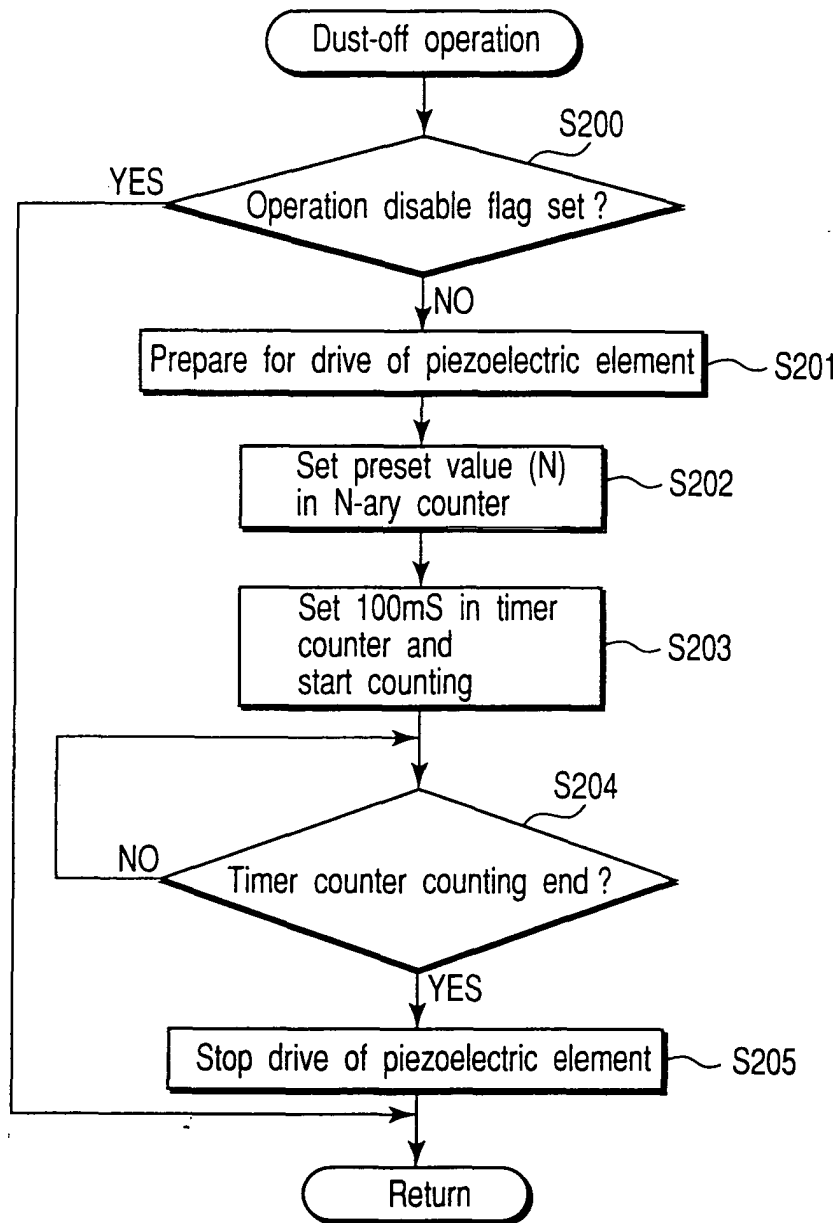 Dust-off operation
S200
YES
Operation disable flag set ?
NO
Prepare for drive of piezoelectric element
S201
Set preset value (N)
in N-ary counter
S202
Set 100mS in timer
counter and
start counting
S203
S204
NO
Timer counter counting end ?
YES
Stop drive of piezoelectric element
S205
Return